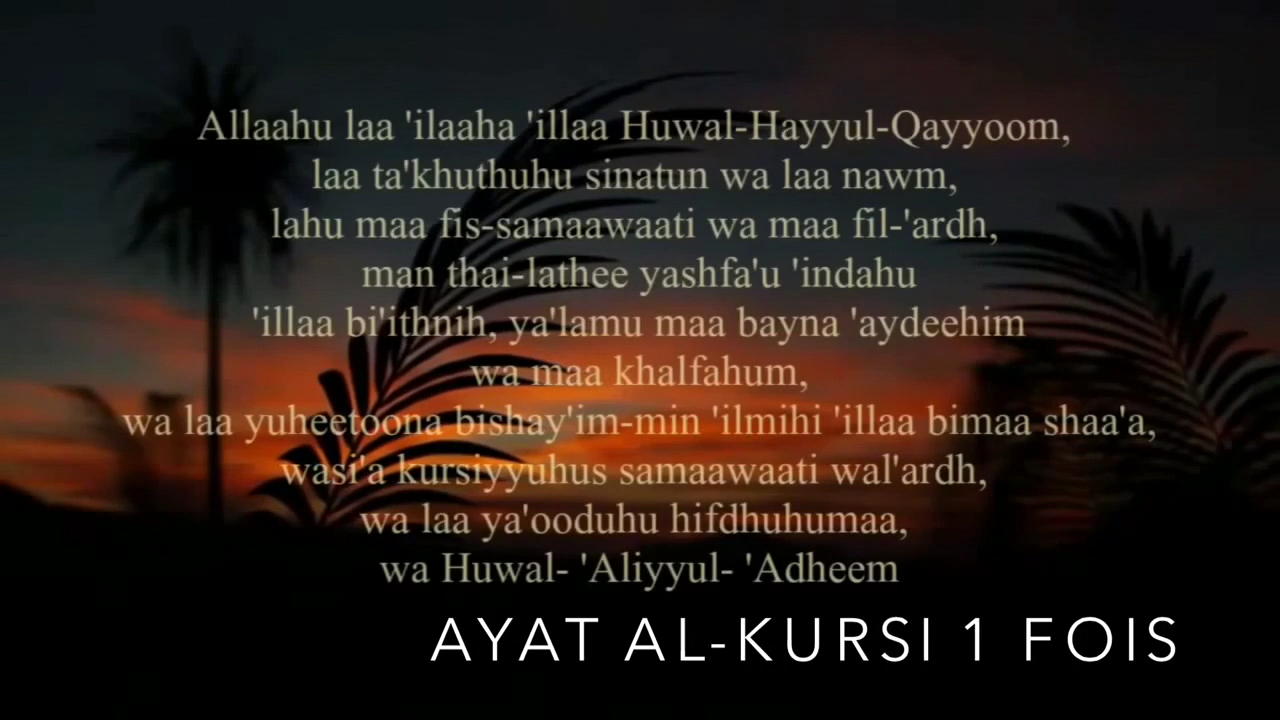 Allaahu laa 'ilaaha 'illaa Huwal-Hayyul-Qayyoom,
laa ta'khuthuhu sinatun wa laa nawm,
lahu maa fis-samaawaati wa maa fil-'ardh,
man thai-lathee yashfa'u 'indahu
'illaa bi'ithnih, ya'lamu maa bayna 'aydeehim
wa maa khalfahum,
wa laa yuheetoona bishay'im-min 'ilmihi 'illaa bimaa shaa'a,
wasi'a kursiyyuhus samaawaati wal'ardh,
wa laa ya'ooduhu hifdhuhumaa,
wa Huwal- 'Aliyyul- 'Adheem
AYAT AL-KURSI 1 FOIS